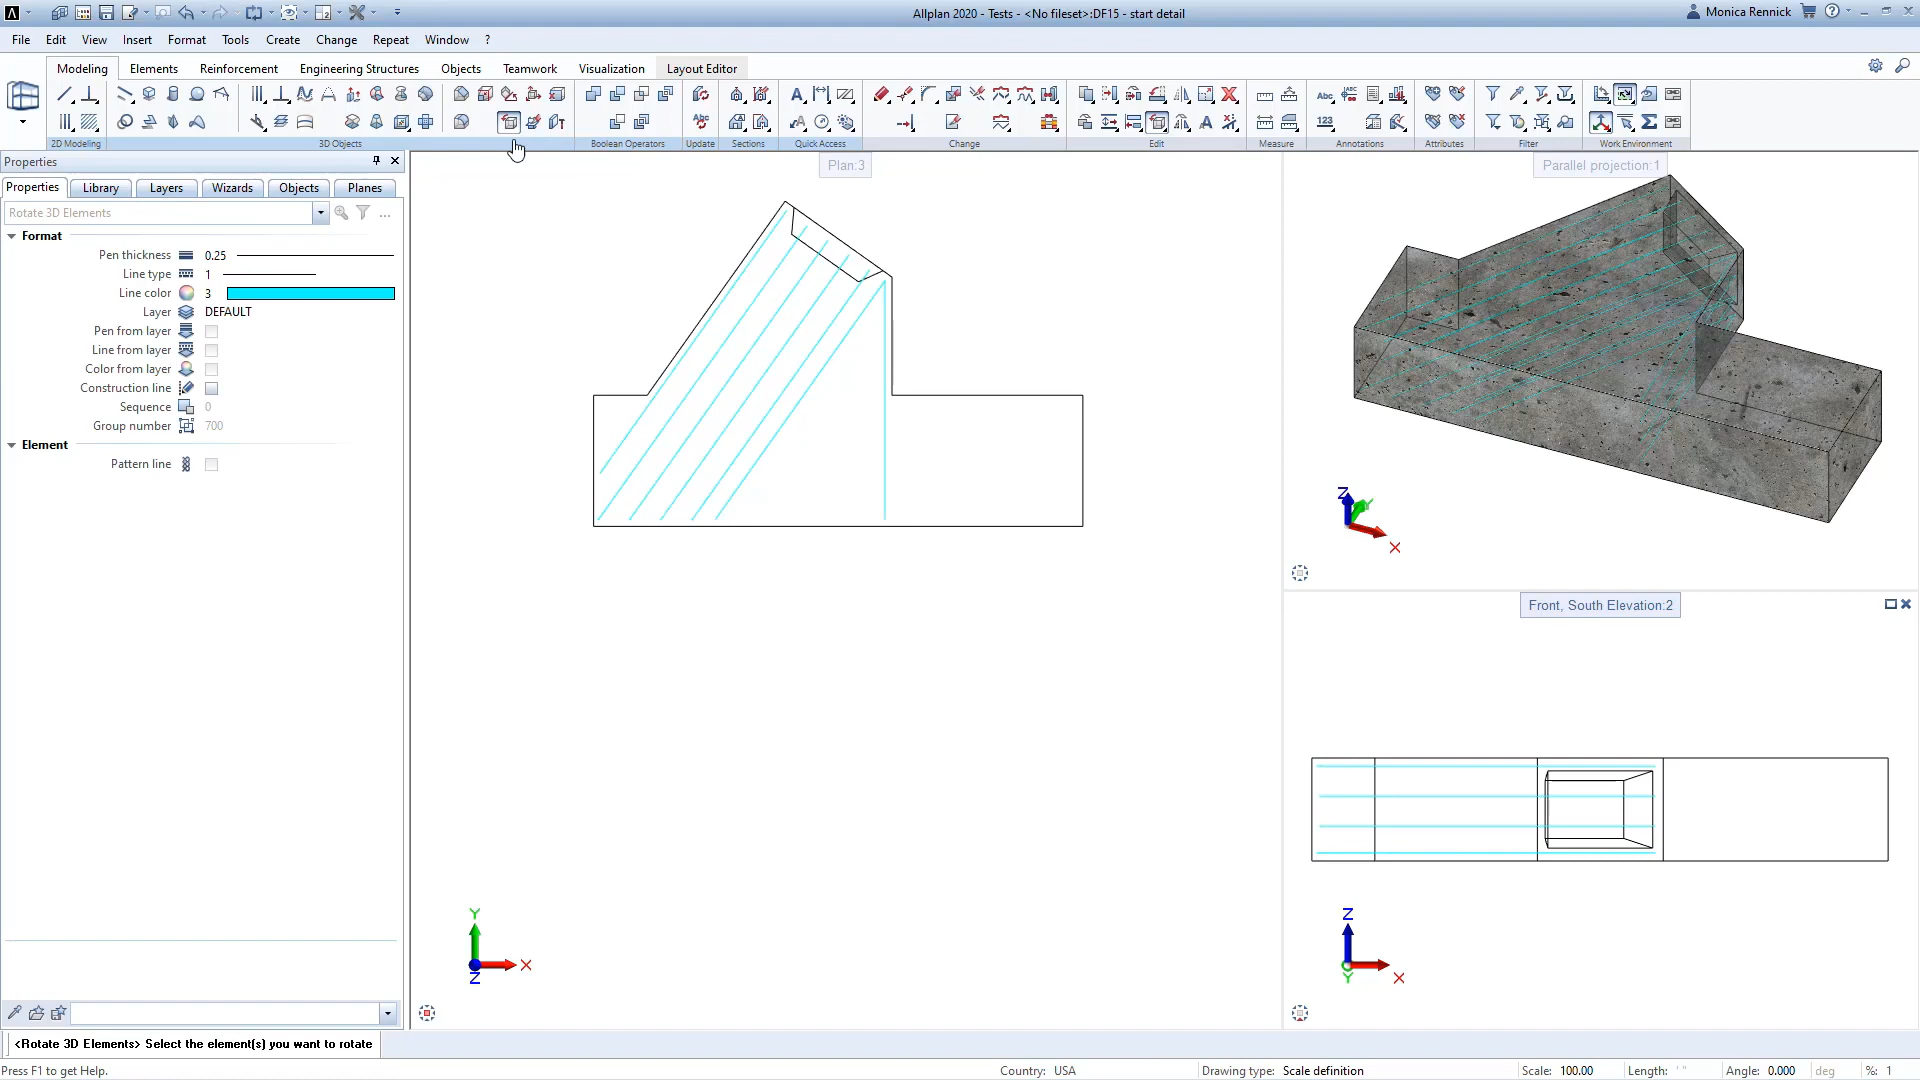 Allplan 2020 - Tests - <No fileset>:DF15 - start detail
Monica Rennick
File Edit View Insert Format Tools Create Change Repeat Window ?
Modeling Elements Reinforcement Engineering Structures Objects Teamwork Visualization Layout Editor
2D Modeling 3D Objects Boolean Operators Update Sections Quick Access Change Edit Measure Annotations Attributes Filter Work Environment
Properties
Properties Library Layers Wizards Objects Planes
Rotate 3D Elements
Format
Pen thickness 0.25
Line type 1
Line color 3
Layer DEFAULT
Pen from layer
Line from layer
Color from layer
Construction line
Sequence 0
Group number 700
Element
Pattern line
Plan:3
Y
X
Z
Parallel projection:1
Z
Y
X
Front, South Elevation:2
Z
X
Y
<Rotate 3D Elements> Select the element(s) you want to rotate
Press F1 to get Help.
Country: USA
Drawing type: Scale definition
Scale: 100.00
Length: ' "
Angle: 0.000 deg
%: 1